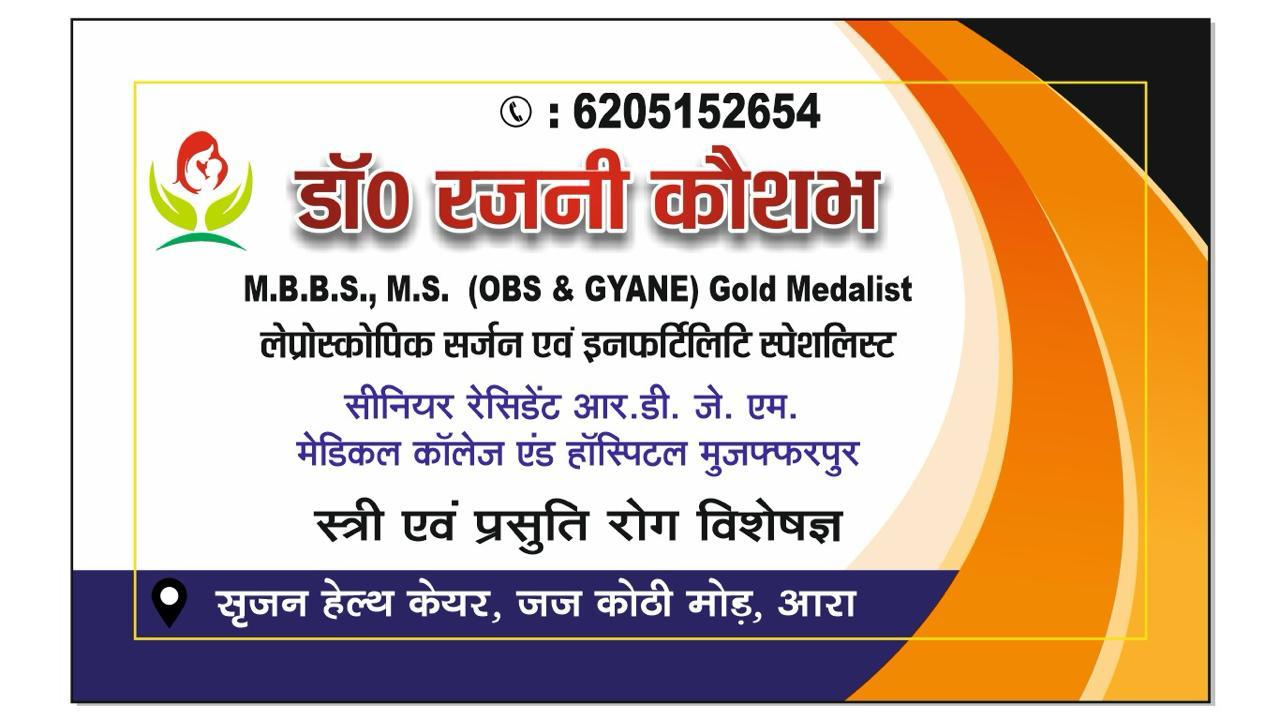 : 6205152654
डॉ० रजनी कौशभ
M.B.B.S., M.S. (OBS & GYANE) Gold Medalist
लेप्रोस्कोपिक सर्जन एवं इनफर्टिलिटि स्पेशलिस्ट
सीनियर रेसिडेंट आर.डी. जे. एम.
मेडिकल कॉलेज एंड हॉस्पिटल मुजफ्फरपुर
स्त्री एवं प्रसुति रोग विशेषज्ञ
सृजन हेल्थ केयर, जज कोठी मोड़, आरा